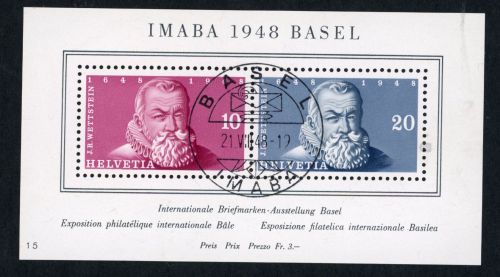 IMABA 1948 BASEL
1648 1948
J.R.WETTSTEIN
10
HELVETIA
1648 1948
J.R.WETTSTEIN
20
HELVETIA
BASEL
21.VIII.48-12
IMABA
Internationale Briefmarken-Ausstellung Basel
Exposition philatélique internationale Bâle Esposizione filatelica internazionale Basilea
Preis Prix Prezzo Fr. 3.—
15